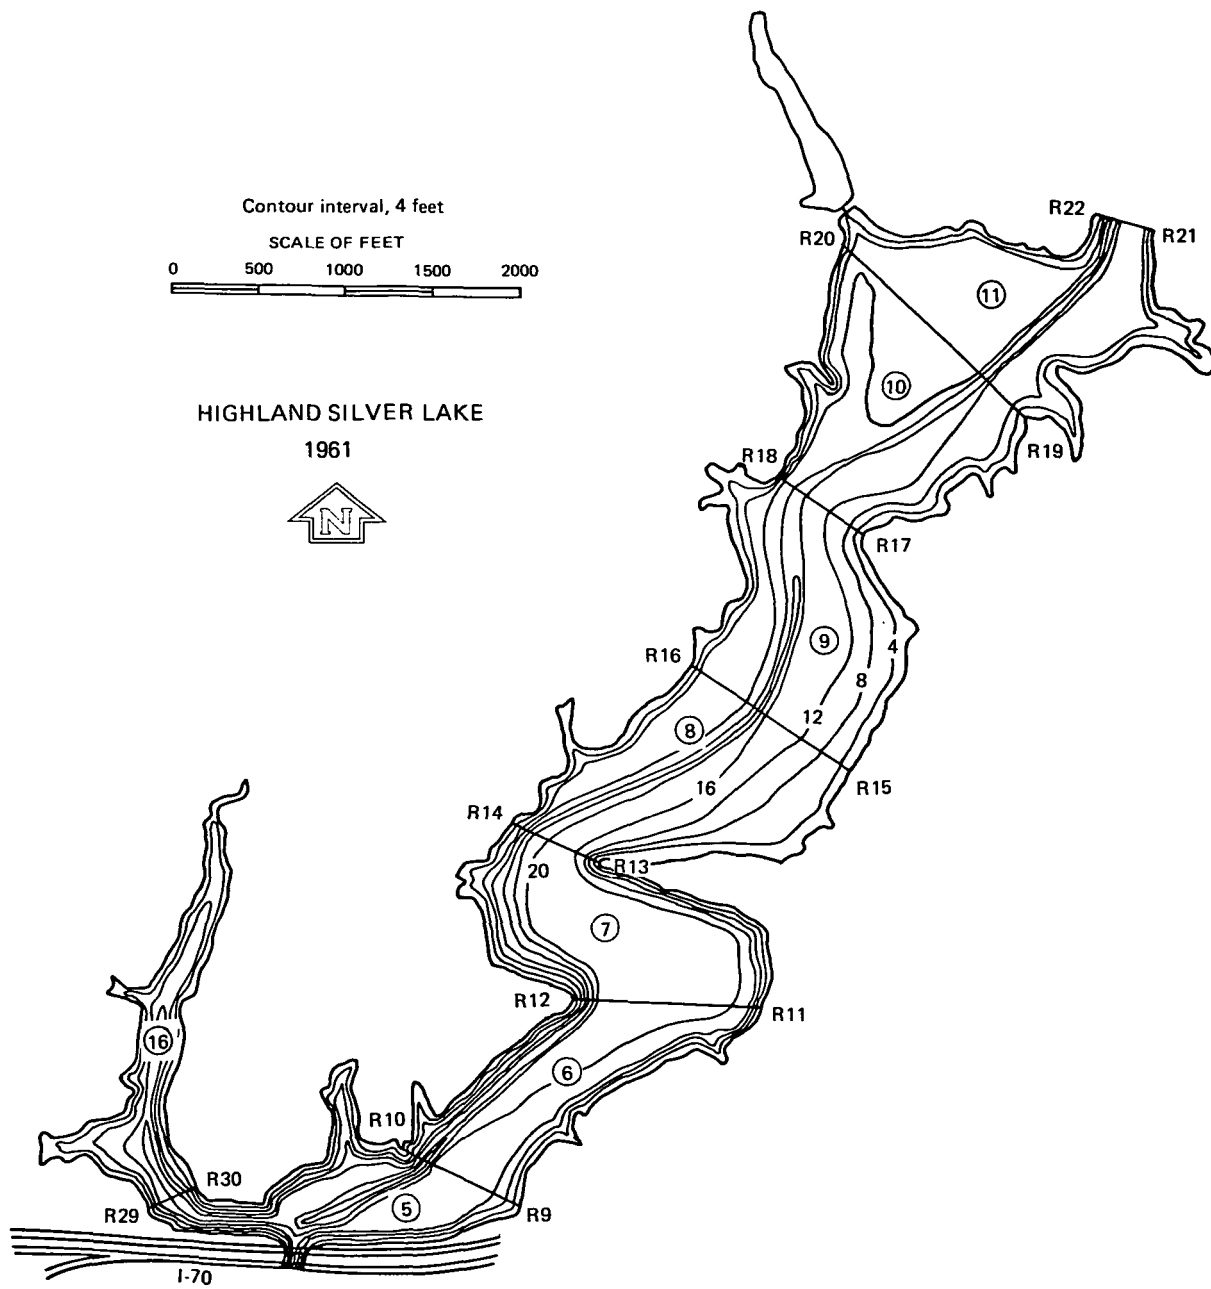 Contour interval, 4 feet
SCALE OF FEET
0 500 1000 1500 2000
HIGHLAND SILVER LAKE
1961
N
R22
R21
R20
11
10
R19
R18
R17
9
4
R16
8
8
12
16
R15
R14
20
R13
7
R12
R11
16
6
R10
R30
5
R29
R9
I-70